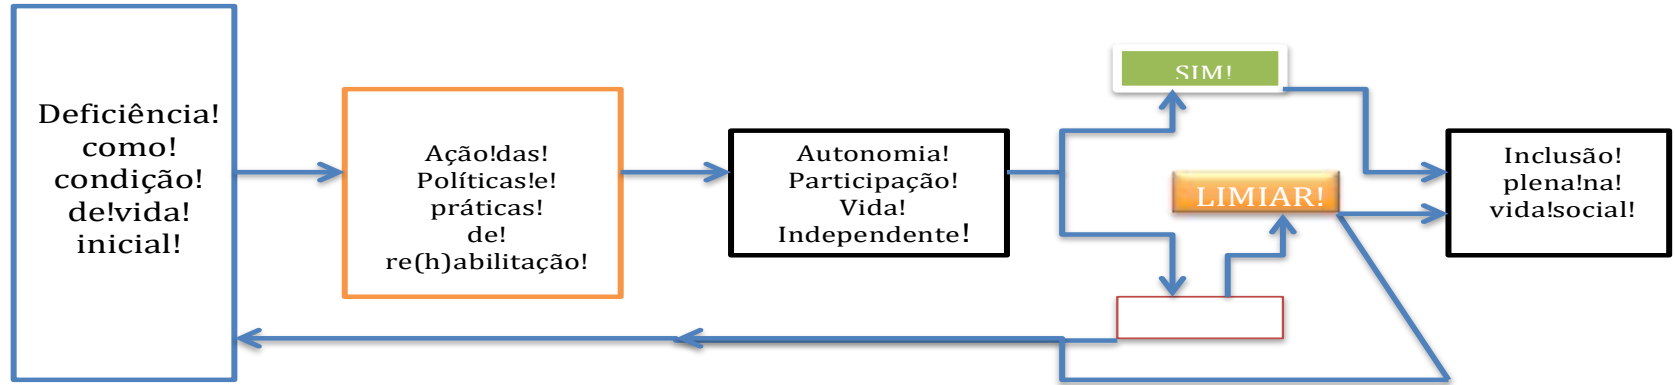 Deficiência!
como!
condição!
de!vida!
inicial!
Ação!das!
Políticas!e!
práticas!
de!
re(h)abilitação!
Autonomia!
Participação!
Vida!
Independente!
SIM!
LIMIAR!
Inclusão!
plena!na!
vida!social!